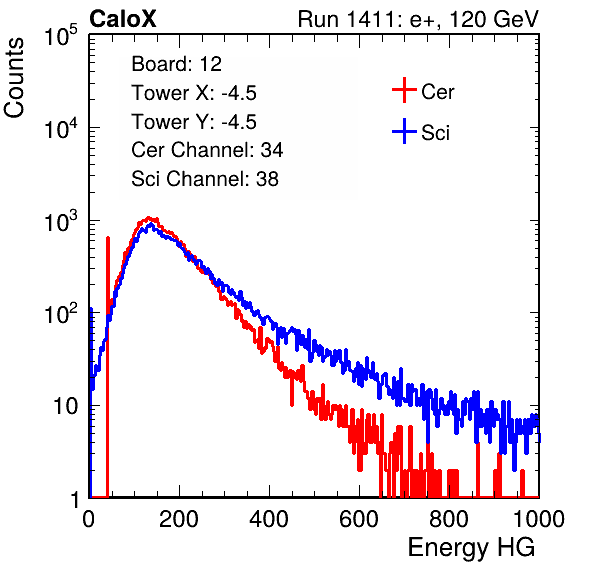 CaloX Run 1411: e+, 120 GeV
Board: 12
Tower X: -4.5
Tower Y: -4.5
Cer Channel: 34
Sci Channel: 38
Cer
Sci
Counts
10^5
10^4
10^3
10^2
10
1
0 200 400 600 800 1000
Energy HG